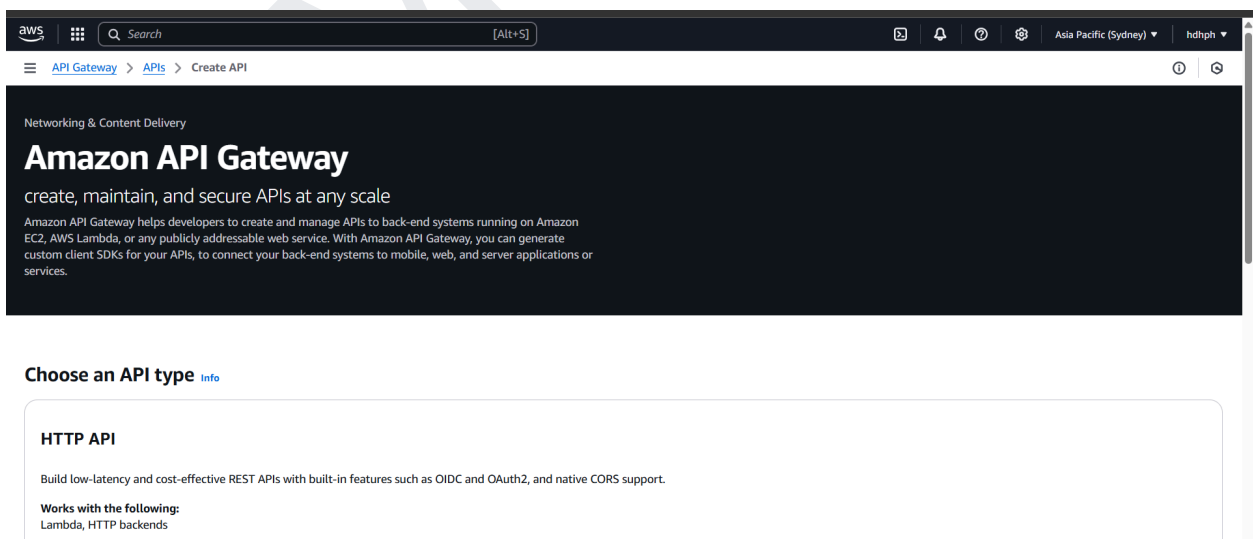 aws
Search
[Alt+S]
Asia Pacific (Sydney)
hdhph
API Gateway > APIs > Create API
Networking & Content Delivery
Amazon API Gateway
create, maintain, and secure APIs at any scale
Amazon API Gateway helps developers to create and manage APIs to back-end systems running on Amazon
EC2, AWS Lambda, or any publicly addressable web service. With Amazon API Gateway, you can generate
custom client SDKs for your APIs, to connect your back-end systems to mobile, web, and server applications or
services.
Choose an API type Info
HTTP API
Build low-latency and cost-effective REST APIs with built-in features such as OIDC and OAuth2, and native CORS support.
Works with the following:
Lambda, HTTP backends